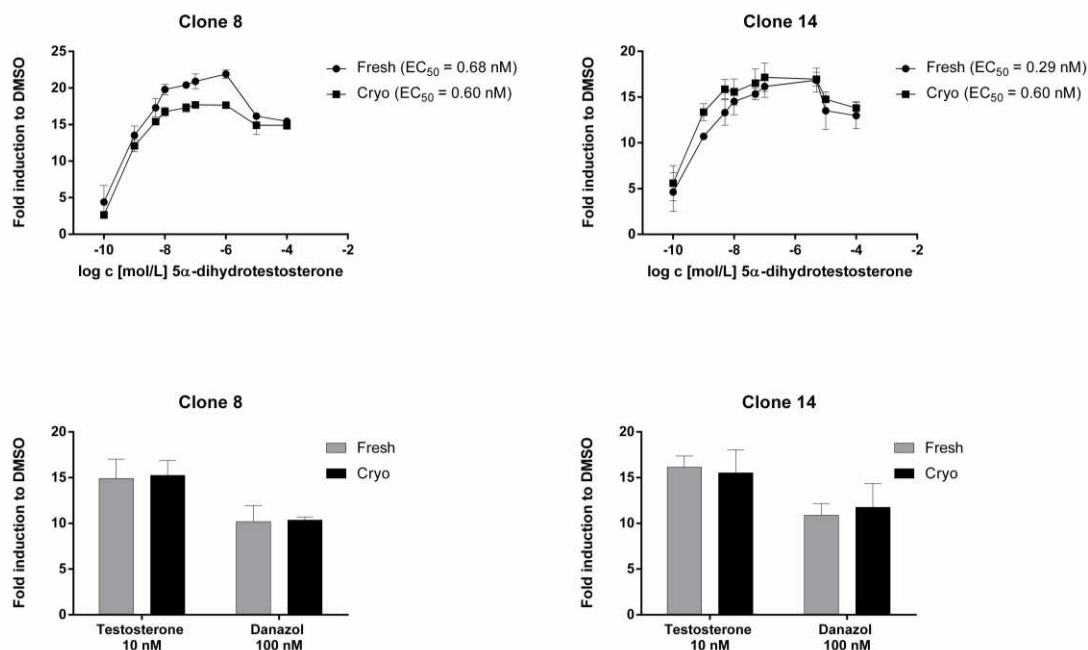 Clone 8
Fold induction to DMSO
25
20
15
10
5
0
-10
-8
-6
-4
-2
log c [mol/L] 5α-dihydrotestosterone
Fresh (EC50 = 0.68 nM)
Cryo (EC50 = 0.60 nM)
Clone 14
Fold induction to DMSO
20
15
10
5
0
-10
-8
-6
-4
-2
log c [mol/L] 5α-dihydrotestosterone
Fresh (EC50 = 0.29 nM)
Cryo (EC50 = 0.60 nM)
Clone 8
Fold induction to DMSO
20
15
10
5
0
Testosterone
10 nM
Danazol
100 nM
Fresh
Cryo
Clone 14
Fold induction to DMSO
20
15
10
5
0
Testosterone
10 nM
Danazol
100 nM
Fresh
Cryo